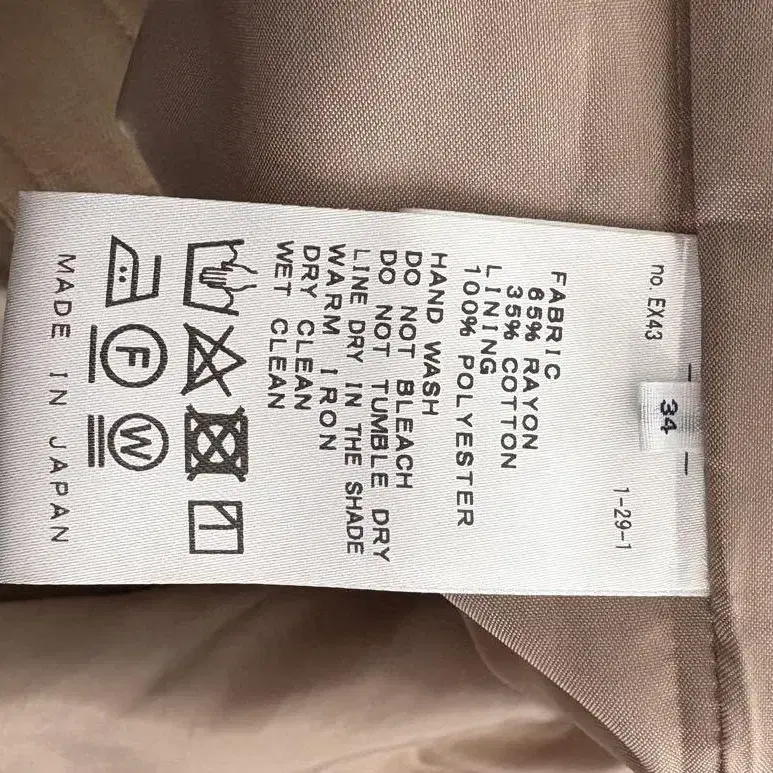 no. EX43
34
1-29-1
FABRIC
65% RAYON
35% COTTON
LINING
100% POLYESTER
HAND WASH
DO NOT BLEACH
DO NOT TUMBLE DRY
LINE DRY IN THE SHADE
WARM IRON
DRY CLEAN
WET CLEAN
F
W
MADE IN JAPAN